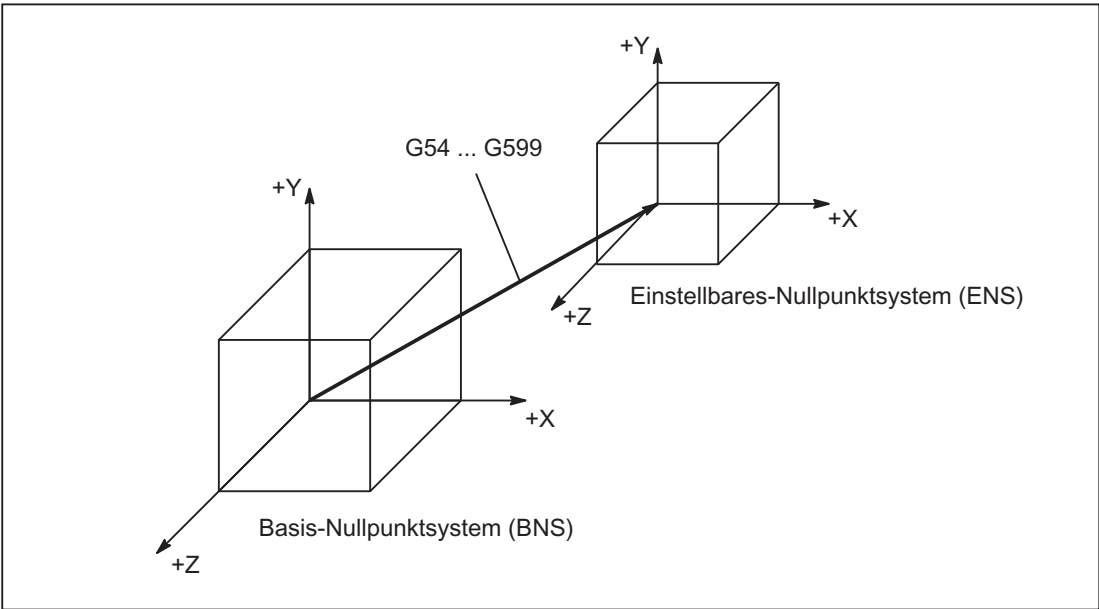 +Y
G54 ... G599
+Y
+X
Einstellbares-Nullpunktsystem (ENS)
+Z
+X
Basis-Nullpunktsystem (BNS)
+Z